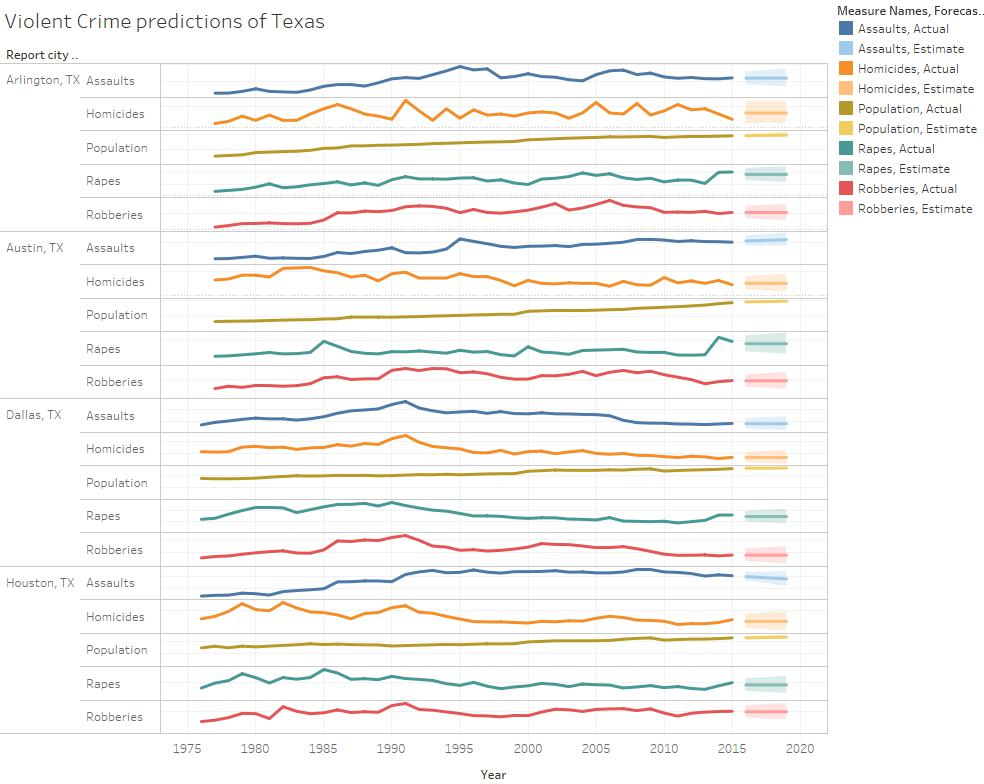 Violent Crime predictions of Texas
Report city ..
Arlington, TX Assaults
Homicides
Population
Rapes
Robberies
Austin, TX Assaults
Homicides
Population
Rapes
Robberies
Dallas, TX Assaults
Homicides
Population
Rapes
Robberies
Houston, TX Assaults
Homicides
Population
Rapes
Robberies
1975 1980 1985 1990 1995 2000 2005 2010 2015 2020
Year
Measure Names, Forecas..
Assaults, Actual
Assaults, Estimate
Homicides, Actual
Homicides, Estimate
Population, Actual
Population, Estimate
Rapes, Actual
Rapes, Estimate
Robberies, Actual
Robberies, Estimate